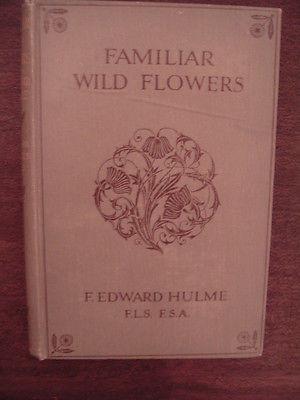 FAMILIAR
WILD FLOWERS
F. EDWARD HULME
F.L.S. F.S.A.